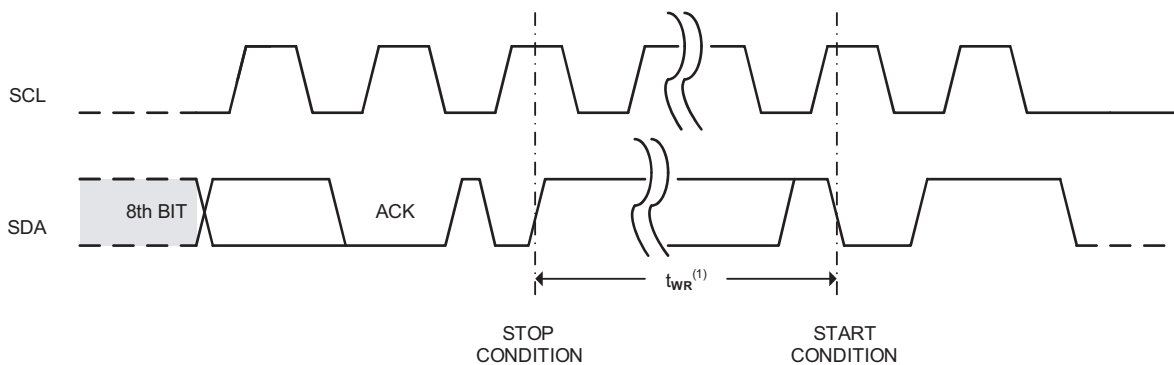 SCL
SDA
8th BIT
ACK
tWR(1)
STOP
CONDITION
START
CONDITION